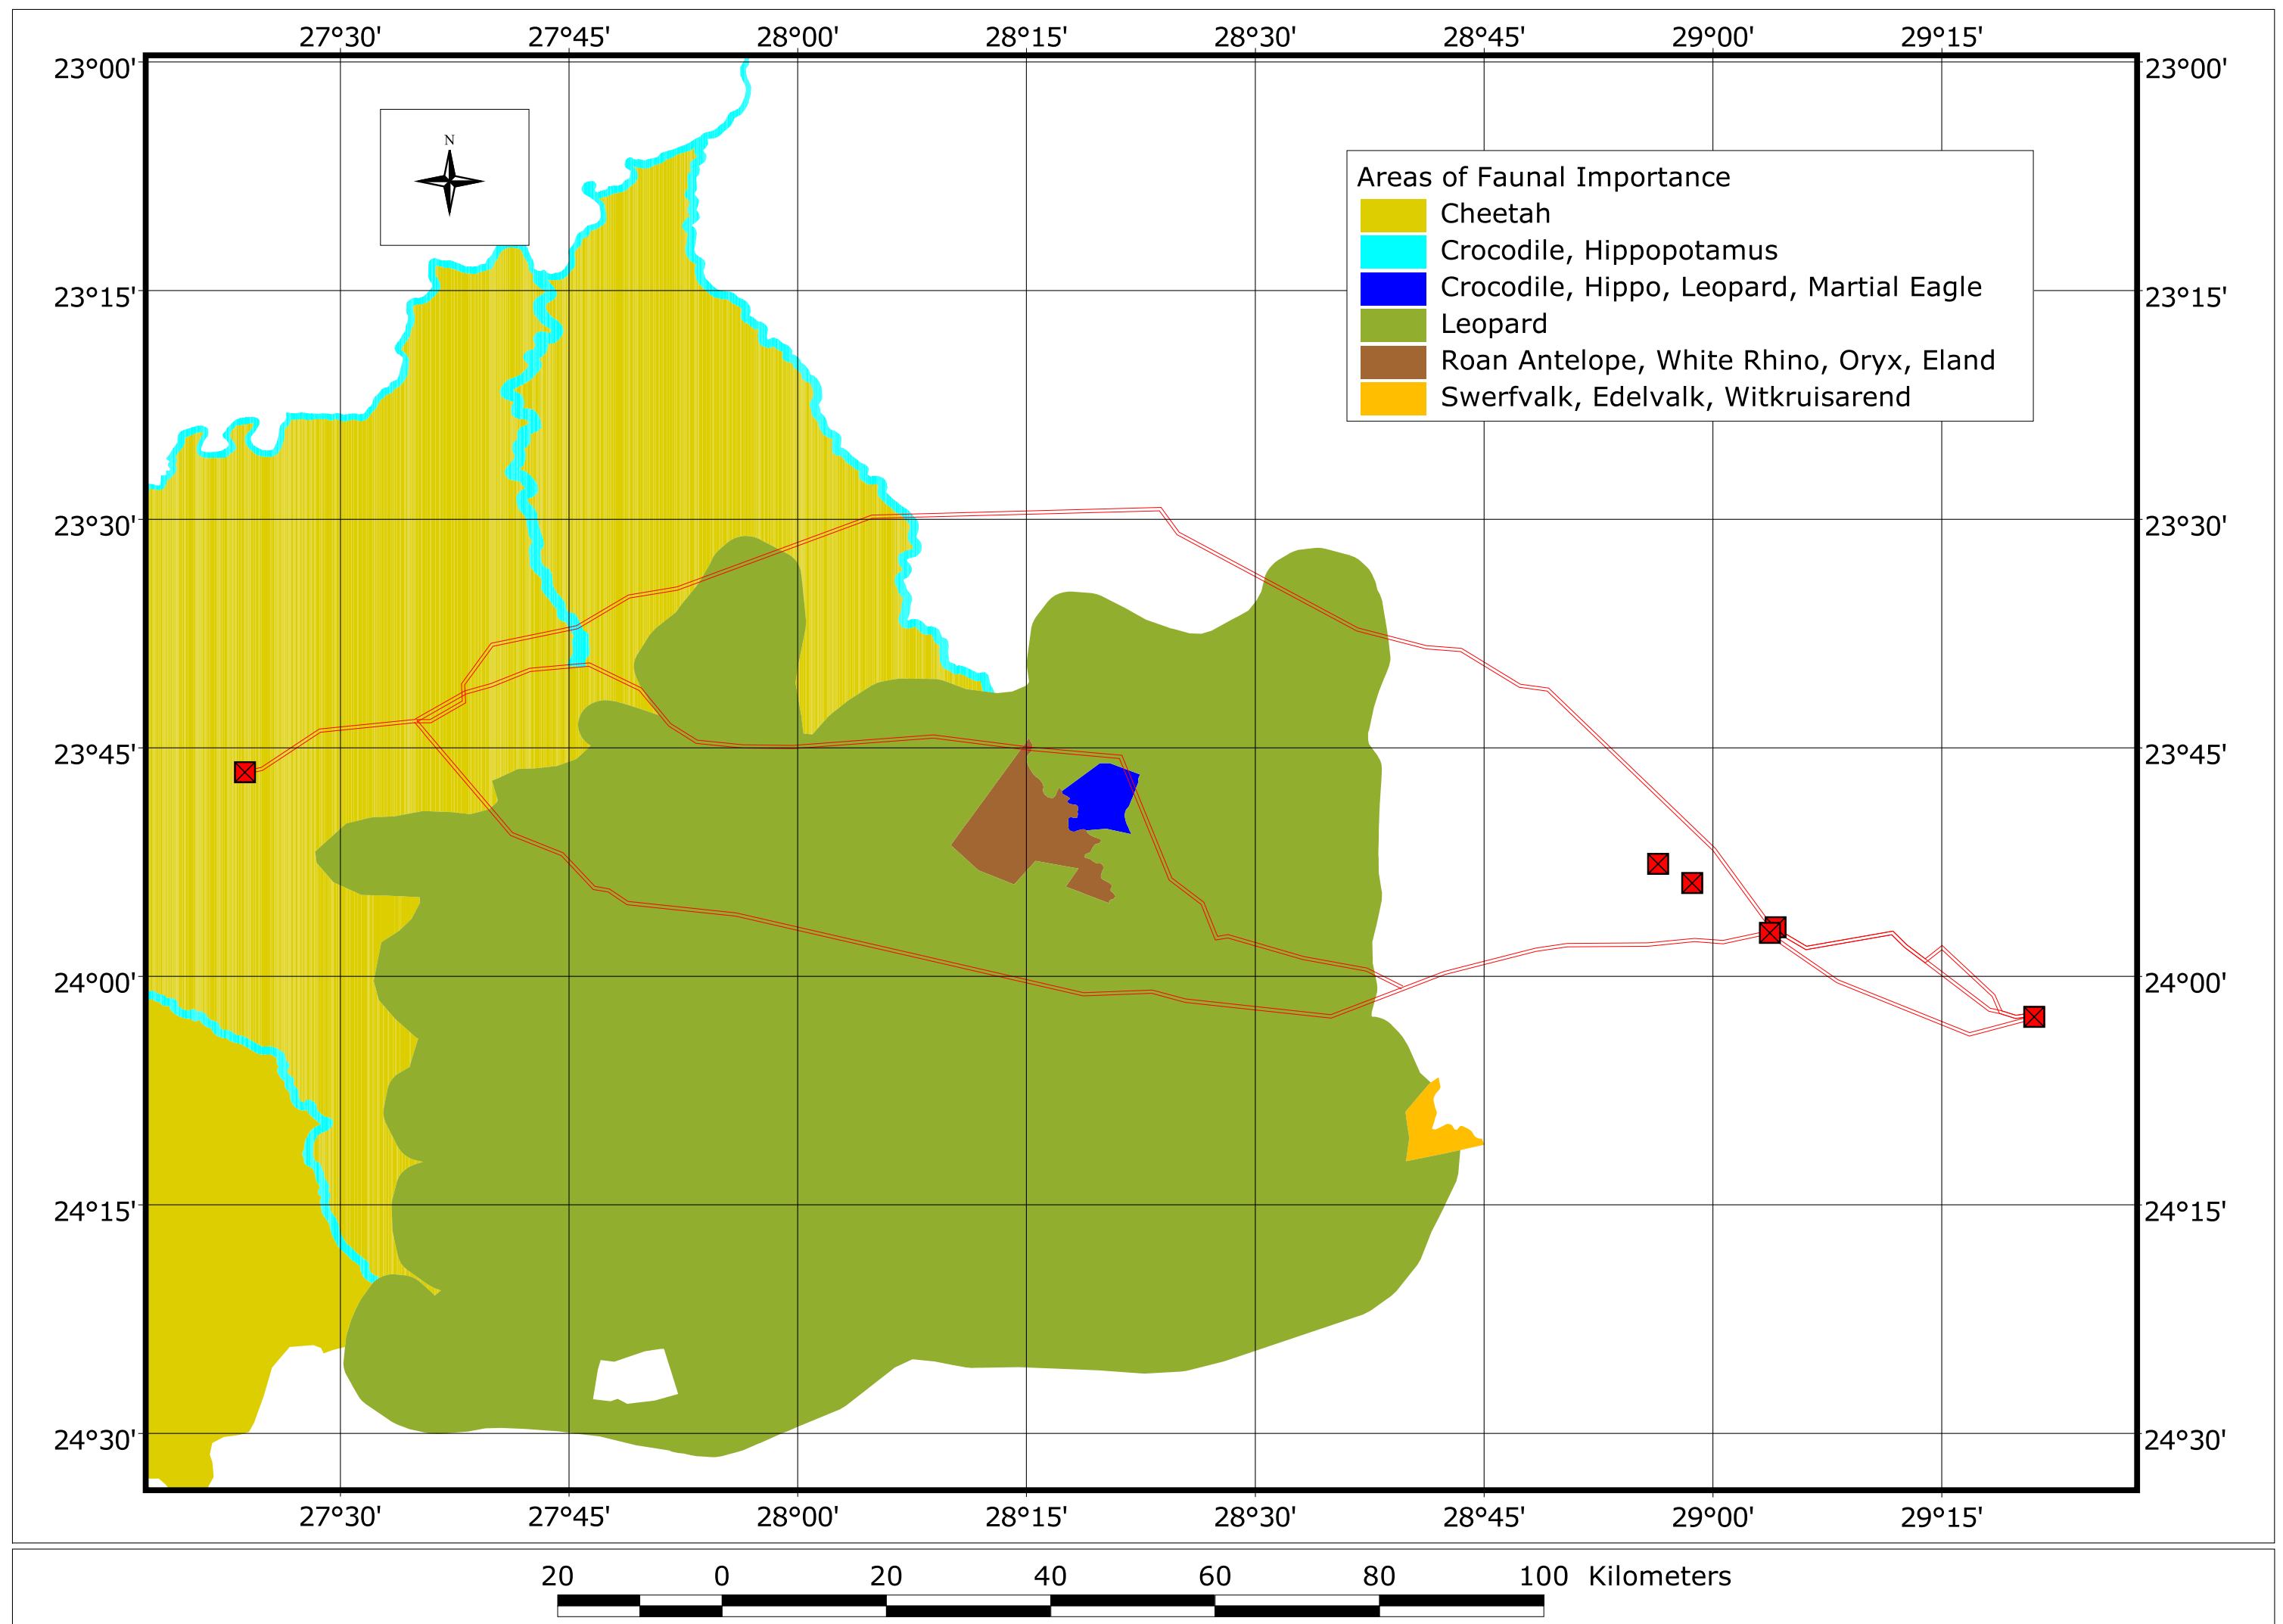 27°30' 27°45' 28°00' 28°15' 28°30' 28°45' 29°00' 29°15'
23°00' 23°00'
N
Areas of Faunal Importance
Cheetah
Crocodile, Hippopotamus
Crocodile, Hippo, Leopard, Martial Eagle
Leopard
Roan Antelope, White Rhino, Oryx, Eland
Swerfvalk, Edelvalk, Witkruisarend
23°15' 23°15'
23°30' 23°30'
23°45' 23°45'
24°00' 24°00'
24°15' 24°15'
24°30' 24°30'
27°30' 27°45' 28°00' 28°15' 28°30' 28°45' 29°00' 29°15'
20 0 20 40 60 80 100 Kilometers